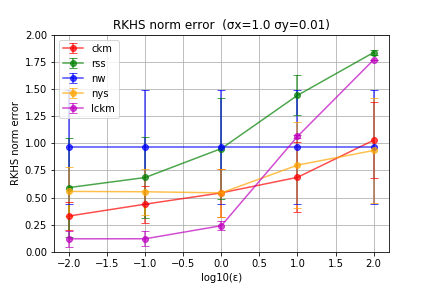 RKHS norm error (σx=1.0 σy=0.01)
2.00
1.75
1.50
1.25
1.00
0.75
0.50
0.25
0.00
RKHS norm error
ckm
rss
nw
nys
lckm
−2.0 −1.5 −1.0 −0.5 0.0 0.5 1.0 1.5 2.0
log10(ε)